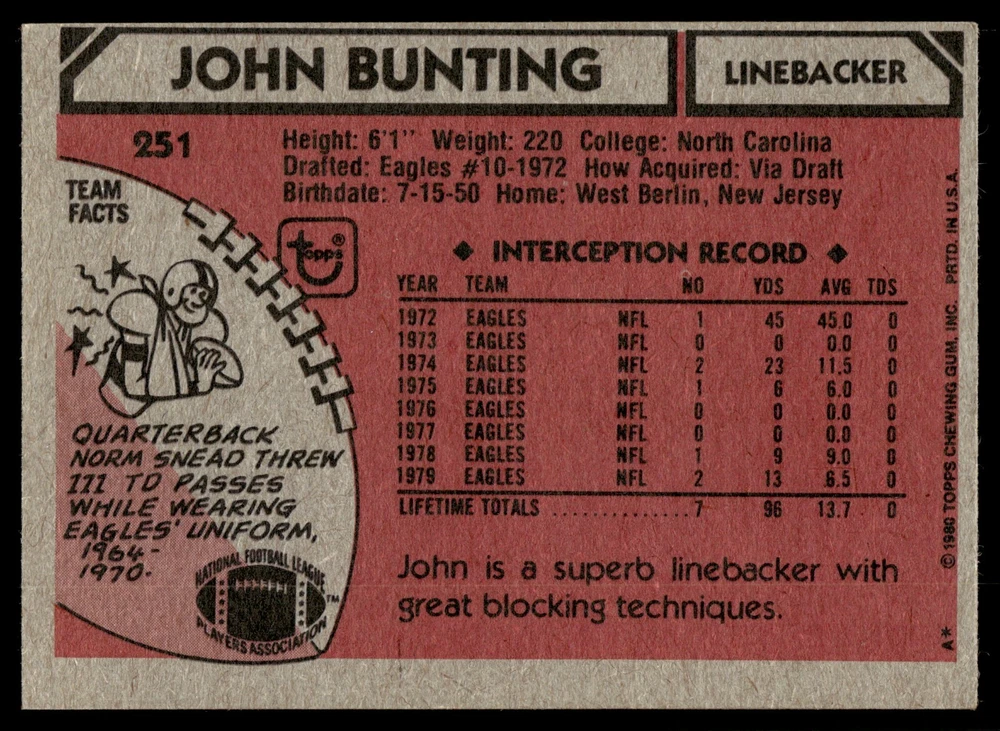 JOHN BUNTING
LINEBACKER
251
Height: 6'1" Weight: 220 College: North Carolina
Drafted: Eagles #10-1972 How Acquired: Via Draft
Birthdate: 7-15-50 Home: West Berlin, New Jersey
TEAM
FACTS
topps®
QUARTERBACK
NORM SNEAD THREW
111 TD PASSES
WHILE WEARING
EAGLES' UNIFORM,
1964-
1970.
NATIONAL FOOTBALL LEAGUE
PLAYERS ASSOCIATION
TM
◆ INTERCEPTION RECORD ◆
YEAR TEAM NO YDS AVG TDS
1972 EAGLES NFL 1 45 45.0 0
1973 EAGLES NFL 0 0 0.0 0
1974 EAGLES NFL 2 23 11.5 0
1975 EAGLES NFL 1 6 6.0 0
1976 EAGLES NFL 0 0 0.0 0
1977 EAGLES NFL 0 0 0.0 0
1978 EAGLES NFL 1 9 9.0 0
1979 EAGLES NFL 2 13 6.5 0
LIFETIME TOTALS .............. 7 96 13.7 0
John is a superb linebacker with
great blocking techniques.
A* © 1980 TOPPS CHEWING GUM, INC. PRTD. IN U.S.A.